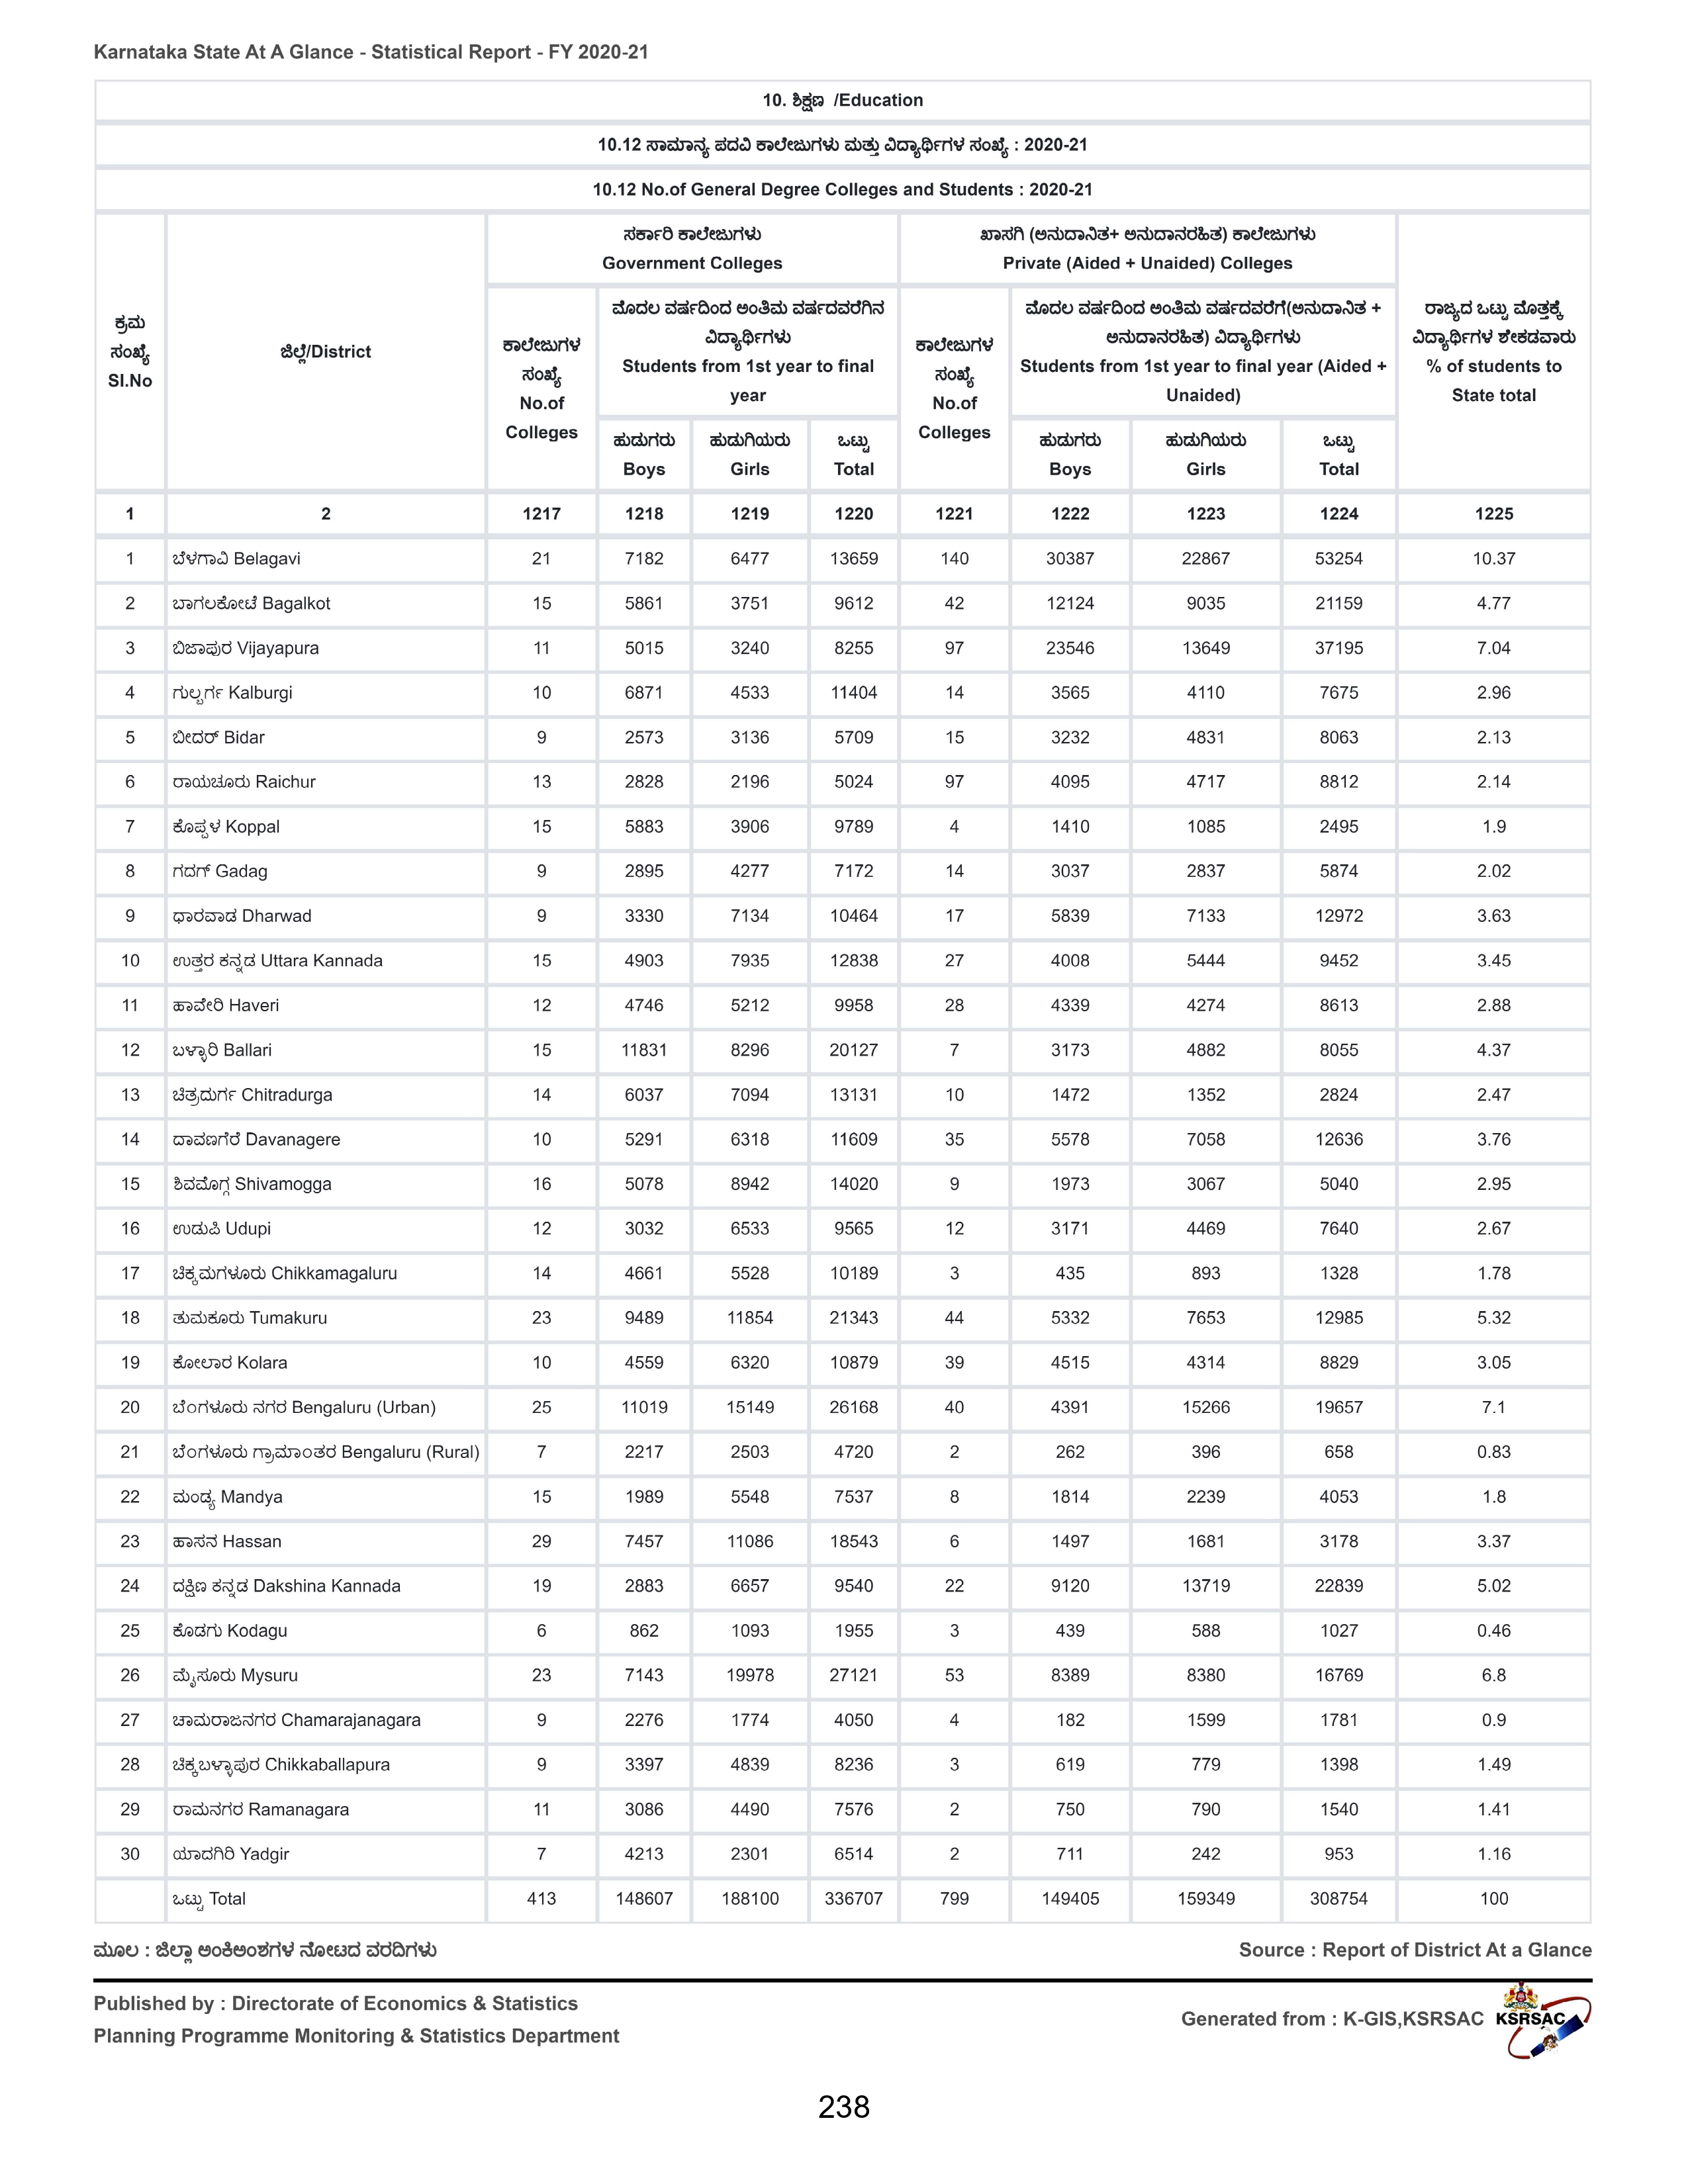 Karnataka State At A Glance - Statistical Report - FY 2020-21
10. ಶಿಕ್ಷಣ /Education
10.12 ಸಾಮಾನ್ಯ ಪದವಿ ಕಾಲೇಜುಗಳು ಮತ್ತು ವಿದ್ಯಾರ್ಥಿಗಳ ಸಂಖ್ಯೆ : 2020-21
10.12 No.of General Degree Colleges and Students : 2020-21
ಕ್ರಮ
ಸಂಖ್ಯೆ
Sl.No
ಜಿಲ್ಲೆ/District
ಸರ್ಕಾರಿ ಕಾಲೇಜುಗಳು
Government Colleges
ಖಾಸಗಿ (ಅನುದಾನಿತ+ ಅನುದಾನರಹಿತ) ಕಾಲೇಜುಗಳು
Private (Aided + Unaided) Colleges
ರಾಜ್ಯದ ಒಟ್ಟು ಮೊತ್ತಕ್ಕೆ
ವಿದ್ಯಾರ್ಥಿಗಳ ಶೇಕಡವಾರು
% of students to
State total
ಕಾಲೇಜುಗಳ
ಸಂಖ್ಯೆ
No.of
Colleges
ಮೊದಲ ವರ್ಷದಿಂದ ಅಂತಿಮ ವರ್ಷದವರೆಗಿನ
ವಿದ್ಯಾರ್ಥಿಗಳು
Students from 1st year to final
year
ಕಾಲೇಜುಗಳ
ಸಂಖ್ಯೆ
No.of
Colleges
ಮೊದಲ ವರ್ಷದಿಂದ ಅಂತಿಮ ವರ್ಷದವರೆಗೆ(ಅನುದಾನಿತ +
ಅನುದಾನರಹಿತ) ವಿದ್ಯಾರ್ಥಿಗಳು
Students from 1st year to final year (Aided +
Unaided)
ಹುಡುಗರು ಹುಡುಗಿಯರು ಒಟ್ಟು ಹುಡುಗರು ಹುಡುಗಿಯರು ಒಟ್ಟು
Boys Girls Total Boys Girls Total
1 2 1217 1218 1219 1220 1221 1222 1223 1224 1225
1 ಬೆಳಗಾವಿ Belagavi 21 7182 6477 13659 140 30387 22867 53254 10.37
2 ಬಾಗಲಕೋಟೆ Bagalkot 15 5861 3751 9612 42 12124 9035 21159 4.77
3 ಬಿಜಾಪುರ Vijayapura 11 5015 3240 8255 97 23546 13649 37195 7.04
4 ಗುಲ್ಬರ್ಗ Kalburgi 10 6871 4533 11404 14 3565 4110 7675 2.96
5 ಬೀದರ್ Bidar 9 2573 3136 5709 15 3232 4831 8063 2.13
6 ರಾಯಚೂರು Raichur 13 2828 2196 5024 97 4095 4717 8812 2.14
7 ಕೊಪ್ಪಳ Koppal 15 5883 3906 9789 4 1410 1085 2495 1.9
8 ಗದಗ್ Gadag 9 2895 4277 7172 14 3037 2837 5874 2.02
9 ಧಾರವಾಡ Dharwad 9 3330 7134 10464 17 5839 7133 12972 3.63
10 ಉತ್ತರ ಕನ್ನಡ Uttara Kannada 15 4903 7935 12838 27 4008 5444 9452 3.45
11 ಹಾವೇರಿ Haveri 12 4746 5212 9958 28 4339 4274 8613 2.88
12 ಬಳ್ಳಾರಿ Ballari 15 11831 8296 20127 7 3173 4882 8055 4.37
13 ಚಿತ್ರದುರ್ಗ Chitradurga 14 6037 7094 13131 10 1472 1352 2824 2.47
14 ದಾವಣಗೆರೆ Davanagere 10 5291 6318 11609 35 5578 7058 12636 3.76
15 ಶಿವಮೊಗ್ಗ Shivamogga 16 5078 8942 14020 9 1973 3067 5040 2.95
16 ಉಡುಪಿ Udupi 12 3032 6533 9565 12 3171 4469 7640 2.67
17 ಚಿಕ್ಕಮಗಳೂರು Chikkamagaluru 14 4661 5528 10189 3 435 893 1328 1.78
18 ತುಮಕೂರು Tumakuru 23 9489 11854 21343 44 5332 7653 12985 5.32
19 ಕೋಲಾರ Kolara 10 4559 6320 10879 39 4515 4314 8829 3.05
20 ಬೆಂಗಳೂರು ನಗರ Bengaluru (Urban) 25 11019 15149 26168 40 4391 15266 19657 7.1
21 ಬೆಂಗಳೂರು ಗ್ರಾಮಾಂತರ Bengaluru (Rural) 7 2217 2503 4720 2 262 396 658 0.83
22 ಮಂಡ್ಯ Mandya 15 1989 5548 7537 8 1814 2239 4053 1.8
23 ಹಾಸನ Hassan 29 7457 11086 18543 6 1497 1681 3178 3.37
24 ದಕ್ಷಿಣ ಕನ್ನಡ Dakshina Kannada 19 2883 6657 9540 22 9120 13719 22839 5.02
25 ಕೊಡಗು Kodagu 6 862 1093 1955 3 439 588 1027 0.46
26 ಮೈಸೂರು Mysuru 23 7143 19978 27121 53 8389 8380 16769 6.8
27 ಚಾಮರಾಜನಗರ Chamarajanagara 9 2276 1774 4050 4 182 1599 1781 0.9
28 ಚಿಕ್ಕಬಳ್ಳಾಪುರ Chikkaballapura 9 3397 4839 8236 3 619 779 1398 1.49
29 ರಾಮನಗರ Ramanagara 11 3086 4490 7576 2 750 790 1540 1.41
30 ಯಾದಗಿರಿ Yadgir 7 4213 2301 6514 2 711 242 953 1.16
ಒಟ್ಟು Total 413 148607 188100 336707 799 149405 159349 308754 100
ಮೂಲ : ಜಿಲ್ಲಾ ಅಂಕಿಅಂಶಗಳ ನೋಟದ ವರದಿಗಳು Source : Report of District At a Glance
Published by : Directorate of Economics & Statistics
Planning Programme Monitoring & Statistics Department
Generated from : K-GIS,KSRSAC KSRSAC
238